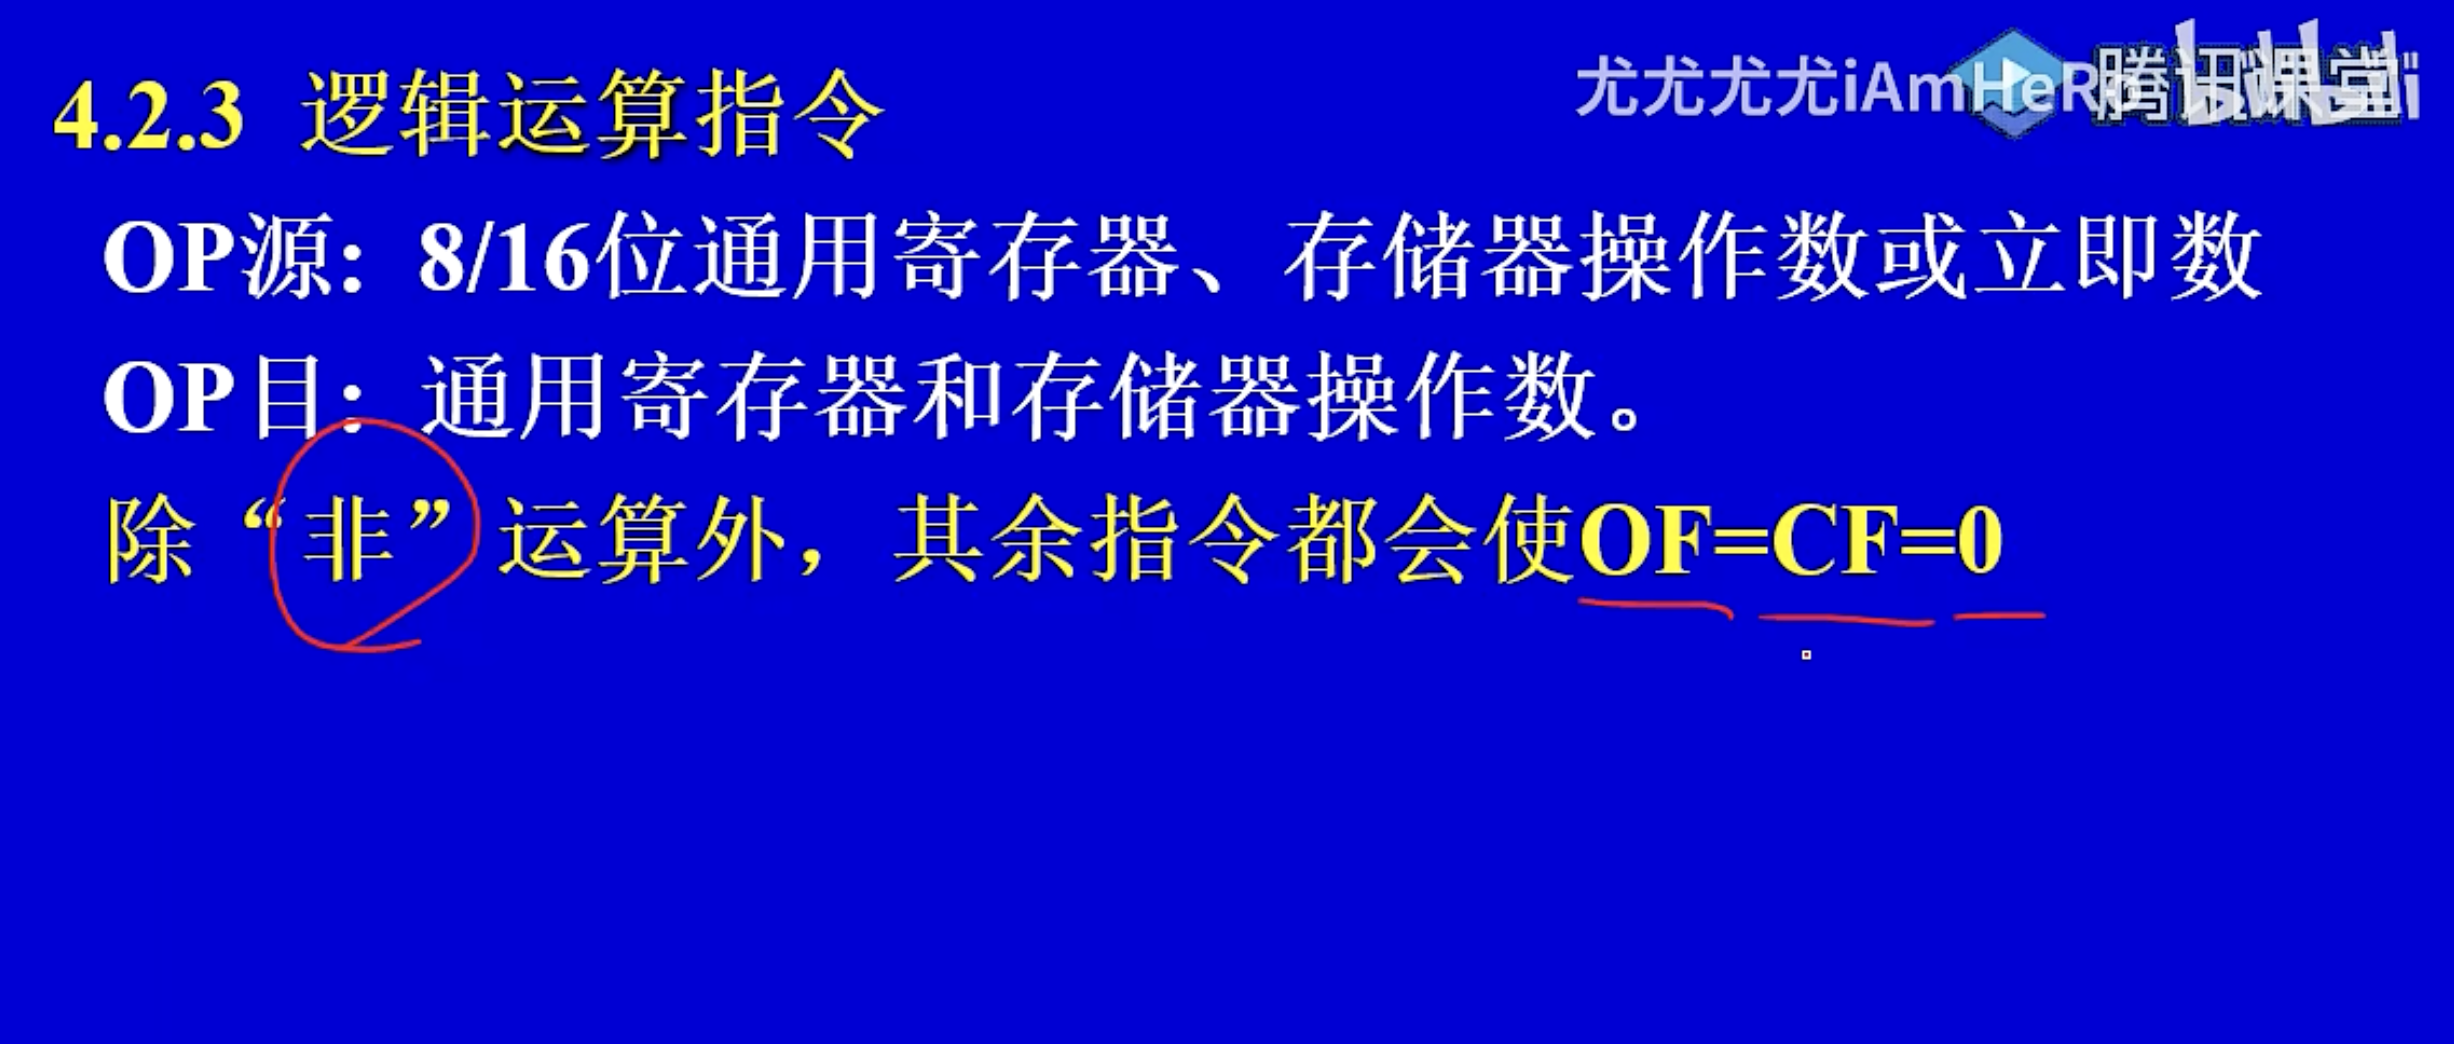 4.2.3 逻辑运算指令
尤尤尤尤iAmHeRo
腾讯课堂
bilibili
OP源：8/16位通用寄存器、存储器操作数或立即数
OP目：通用寄存器和存储器操作数。
除“非”运算外，其余指令都会使OF=CF=0